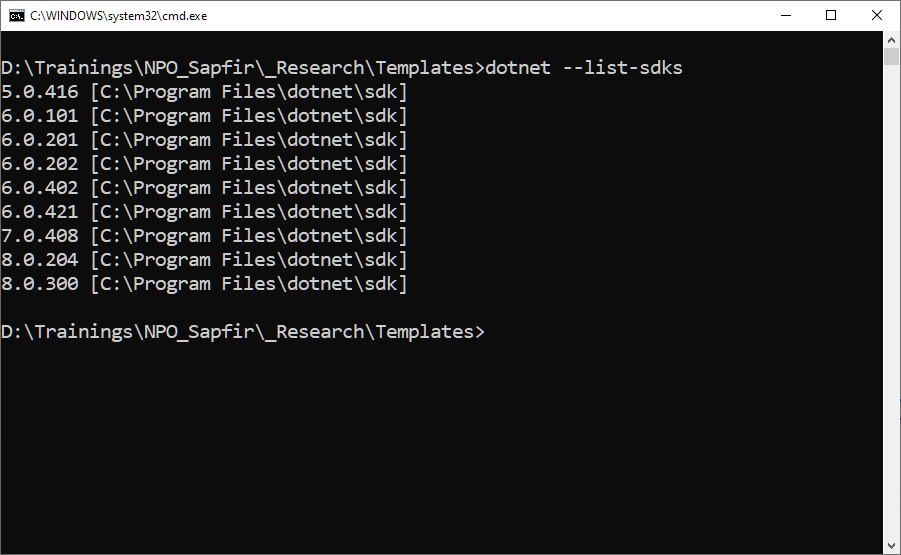 C:\WINDOWS\system32\cmd.exe
D:\Trainings\NPO_Sapfir\_Research\Templates>dotnet --list-sdks
5.0.416 [C:\Program Files\dotnet\sdk]
6.0.101 [C:\Program Files\dotnet\sdk]
6.0.201 [C:\Program Files\dotnet\sdk]
6.0.202 [C:\Program Files\dotnet\sdk]
6.0.402 [C:\Program Files\dotnet\sdk]
6.0.421 [C:\Program Files\dotnet\sdk]
7.0.408 [C:\Program Files\dotnet\sdk]
8.0.204 [C:\Program Files\dotnet\sdk]
8.0.300 [C:\Program Files\dotnet\sdk]
D:\Trainings\NPO_Sapfir\_Research\Templates>